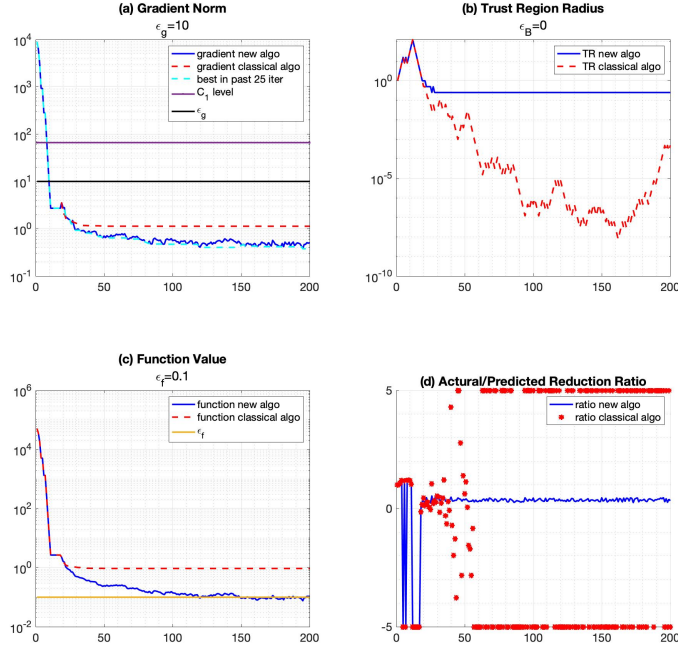 (a) Gradient Norm
ϵg=10
10^4
10^3
10^2
10^1
10^0
10^-1
0
50
100
150
200
gradient new algo
gradient classical algo
best in past 25 iter
C1 level
ϵg
(b) Trust Region Radius
ϵB=0
10^0
10^-5
10^-10
0
50
100
150
200
TR new algo
TR classical algo
(c) Function Value
ϵf=0.1
10^6
10^4
10^2
10^0
10^-2
0
50
100
150
200
function new algo
function classical algo
ϵf
(d) Actural/Predicted Reduction Ratio
5
0
-5
0
50
100
150
200
ratio new algo
ratio classical algo